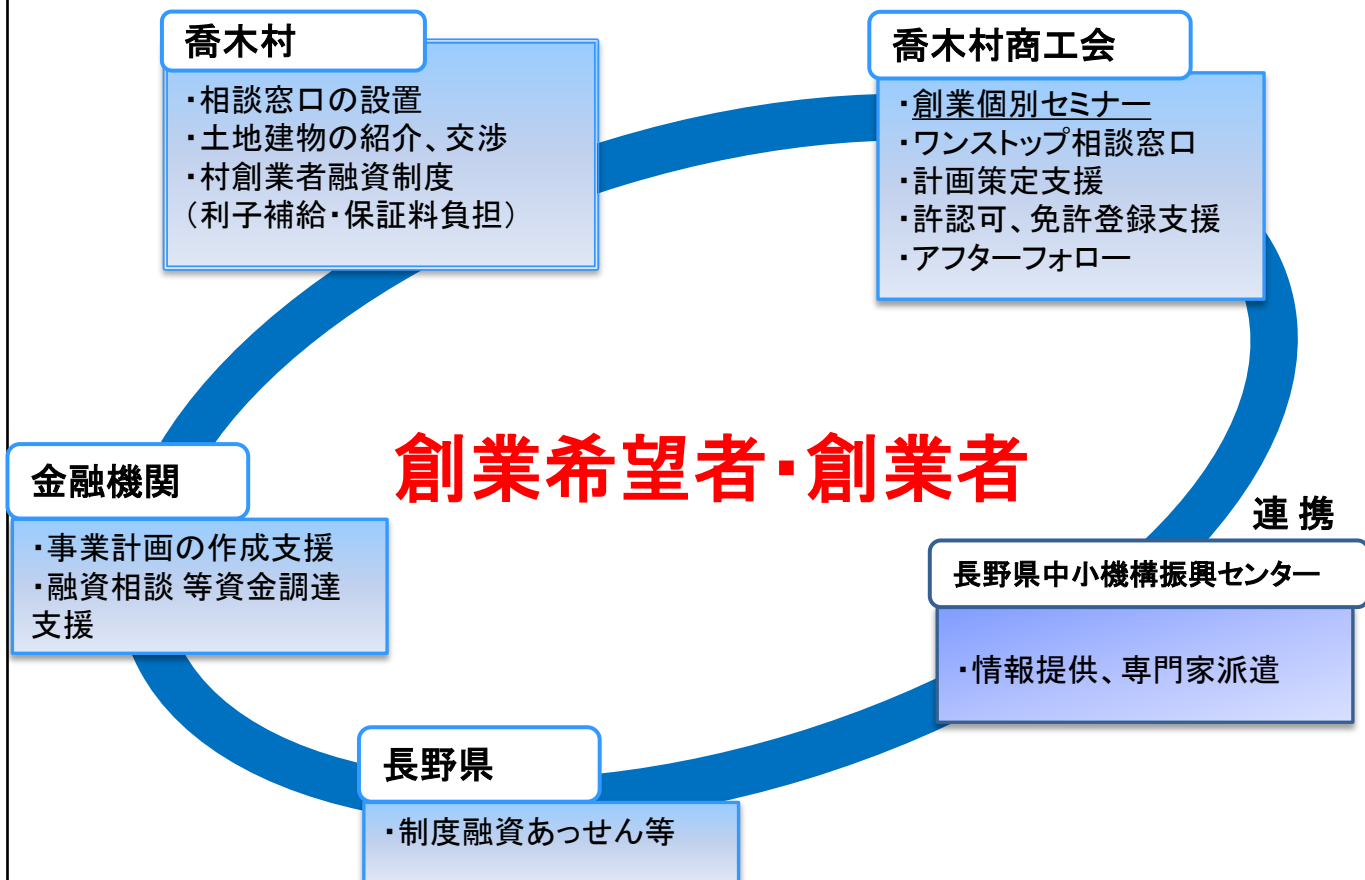 喬木村
・相談窓口の設置
・土地建物の紹介、交渉
・村創業者融資制度
（利子補給・保証料負担）
喬木村商工会
・創業個別セミナー
・ワンストップ相談窓口
・計画策定支援
・許認可、免許登録支援
・アフターフォロー
創業希望者・創業者
金融機関
・事業計画の作成支援
・融資相談 等資金調達
支援
連 携
長野県中小機構振興センター
・情報提供、専門家派遣
長野県
・制度融資あっせん等